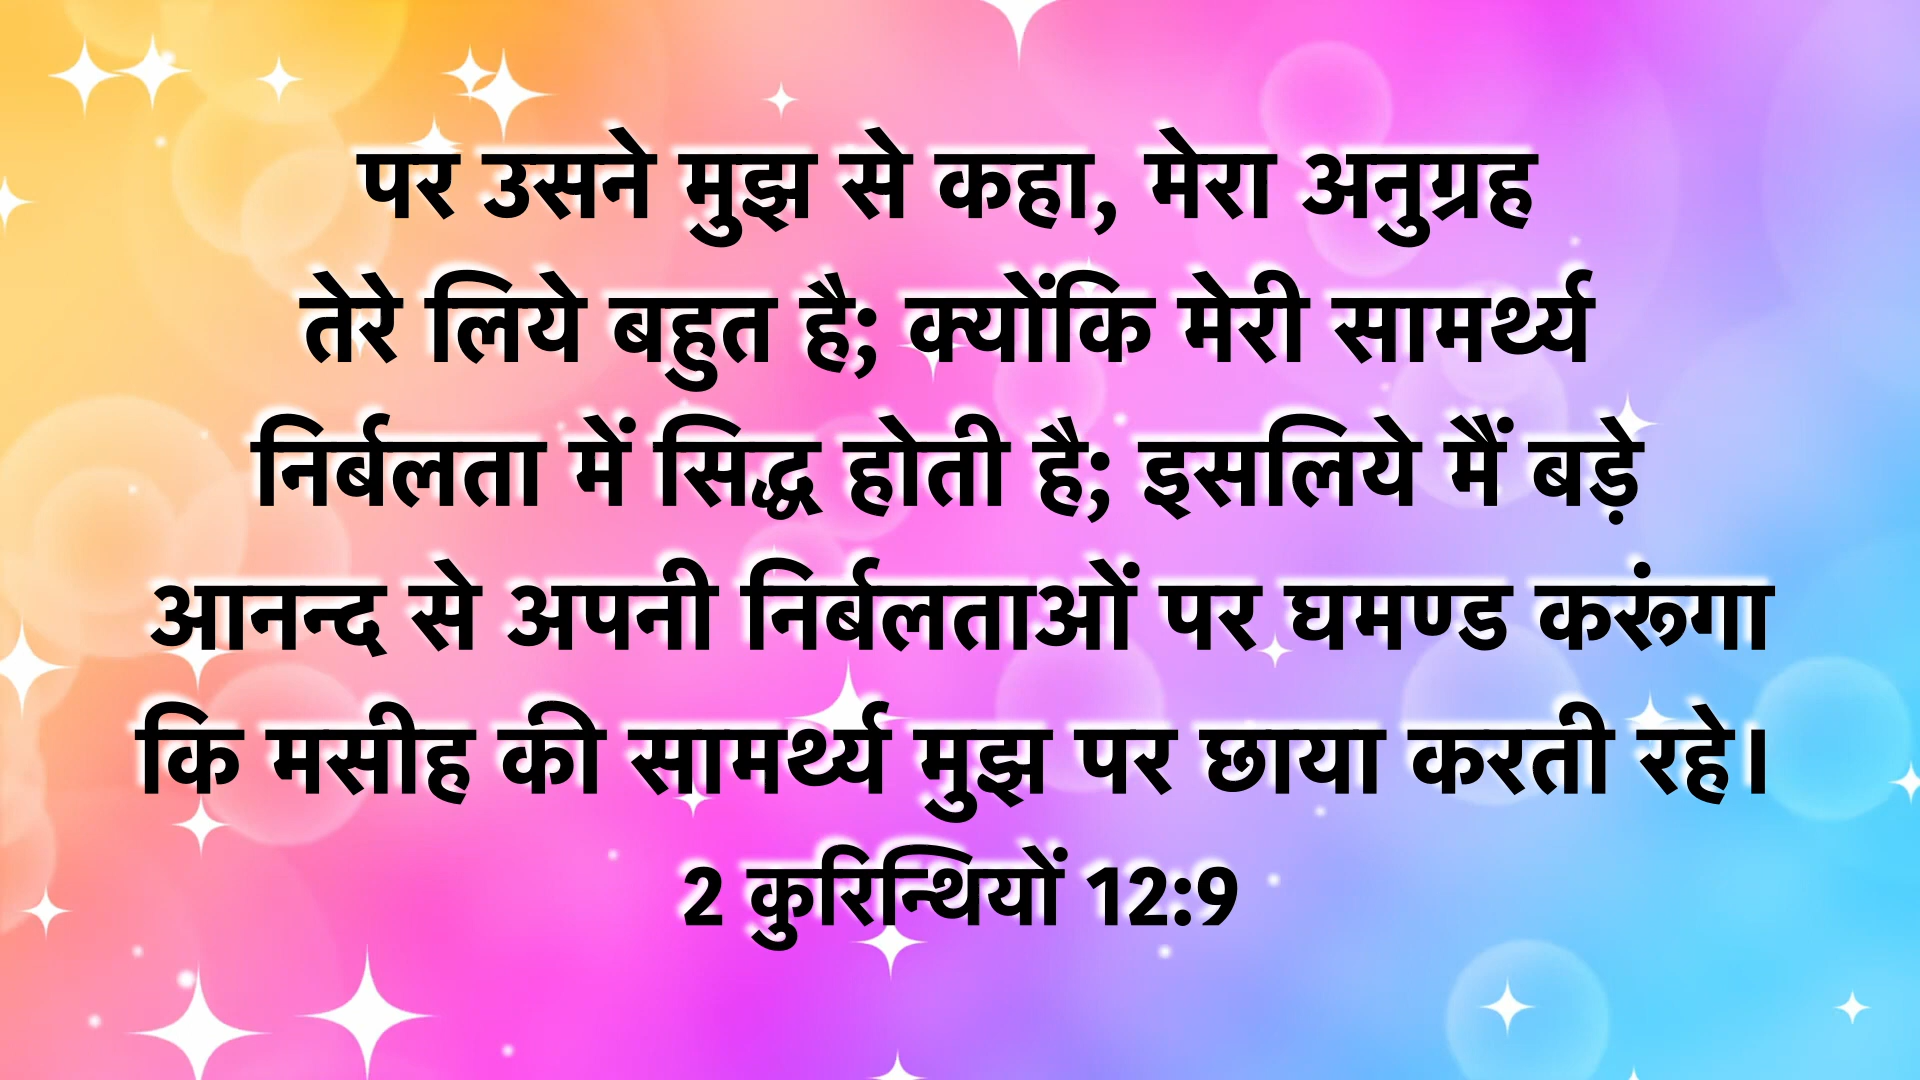 पर उसने मुझ से कहा, मेरा अनुग्रह
तेरे लिये बहुत है; क्योंकि मेरी सामर्थ्य
निर्बलता में सिद्ध होती है; इसलिये मैं बड़े
आनन्द से अपनी निर्बलताओं पर घमण्ड करूंगा
कि मसीह की सामर्थ्य मुझ पर छाया करती रहे।
2 कुरिन्थियों 12:9